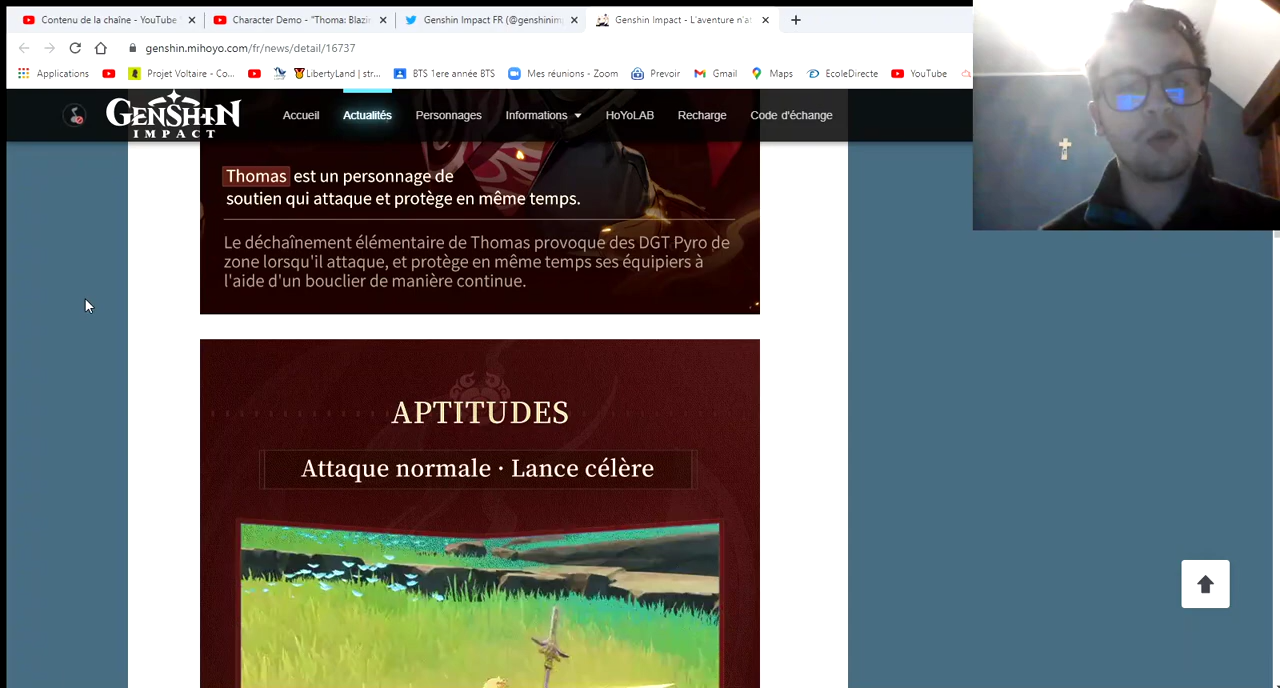 Contenu de la chaîne - YouTube
Character Demo - "Thoma: Blazi
Genshin Impact FR (@genshinimp
Genshin Impact - L'aventure n'at
genshin.mihoyo.com/fr/news/detail/16737
Applications
Projet Voltaire - Co...
LibertyLand | str...
BTS 1ere année BTS
Mes réunions - Zoom
Prevoir
Gmail
Maps
EcoleDirecte
YouTube
GENSHIN
IMPACT
Accueil
Actualités
Personnages
Informations
HoYoLAB
Recharge
Code d'échange
Thomas est un personnage de
soutien qui attaque et protège en même temps.
Le déchaînement élémentaire de Thomas provoque des DGT Pyro de
zone lorsqu'il attaque, et protège en même temps ses équipiers à
l'aide d'un bouclier de manière continue.
APTITUDES
Attaque normale · Lance célère